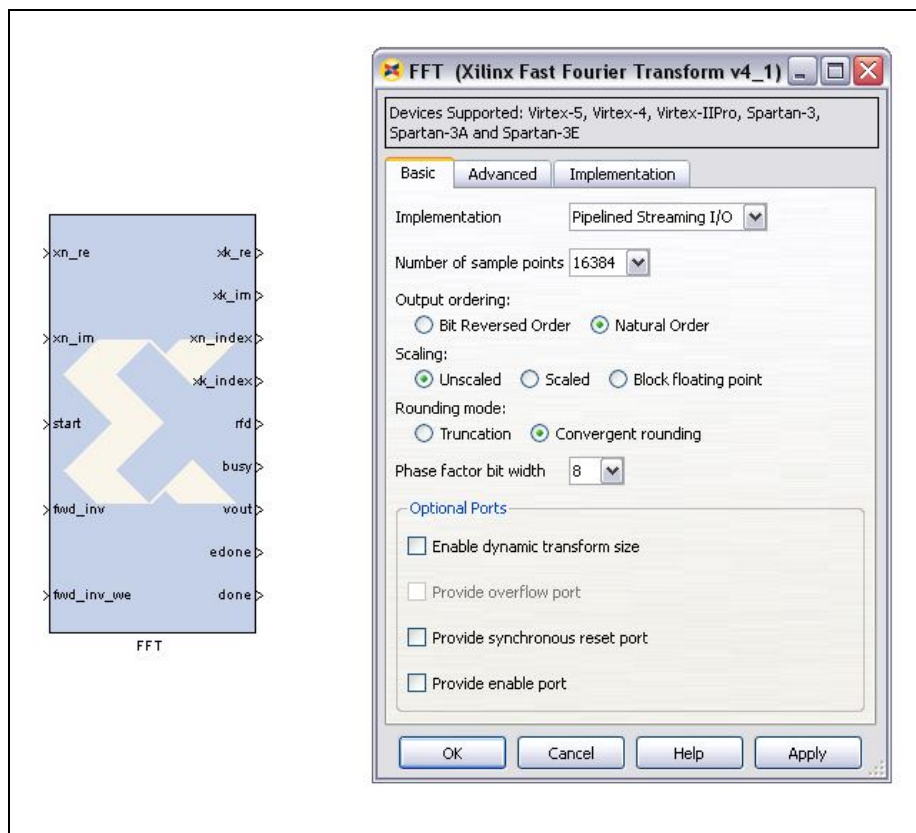 FFT (Xilinx Fast Fourier Transform v4_1)
Devices Supported: Virtex-5, Virtex-4, Virtex-IIPro, Spartan-3,
Spartan-3A and Spartan-3E
Basic Advanced Implementation
Implementation Pipelined Streaming I/O
Number of sample points 16384
Output ordering:
Bit Reversed Order Natural Order
Scaling:
Unscaled Scaled Block floating point
Rounding mode:
Truncation Convergent rounding
Phase factor bit width 8
Optional Ports
Enable dynamic transform size
Provide overflow port
Provide synchronous reset port
Provide enable port
OK Cancel Help Apply
xn_re xk_re
xk_im
xn_im xn_index
xk_index
start rfd
busy
fwd_inv vout
edone
fwd_inv_we done
FFT